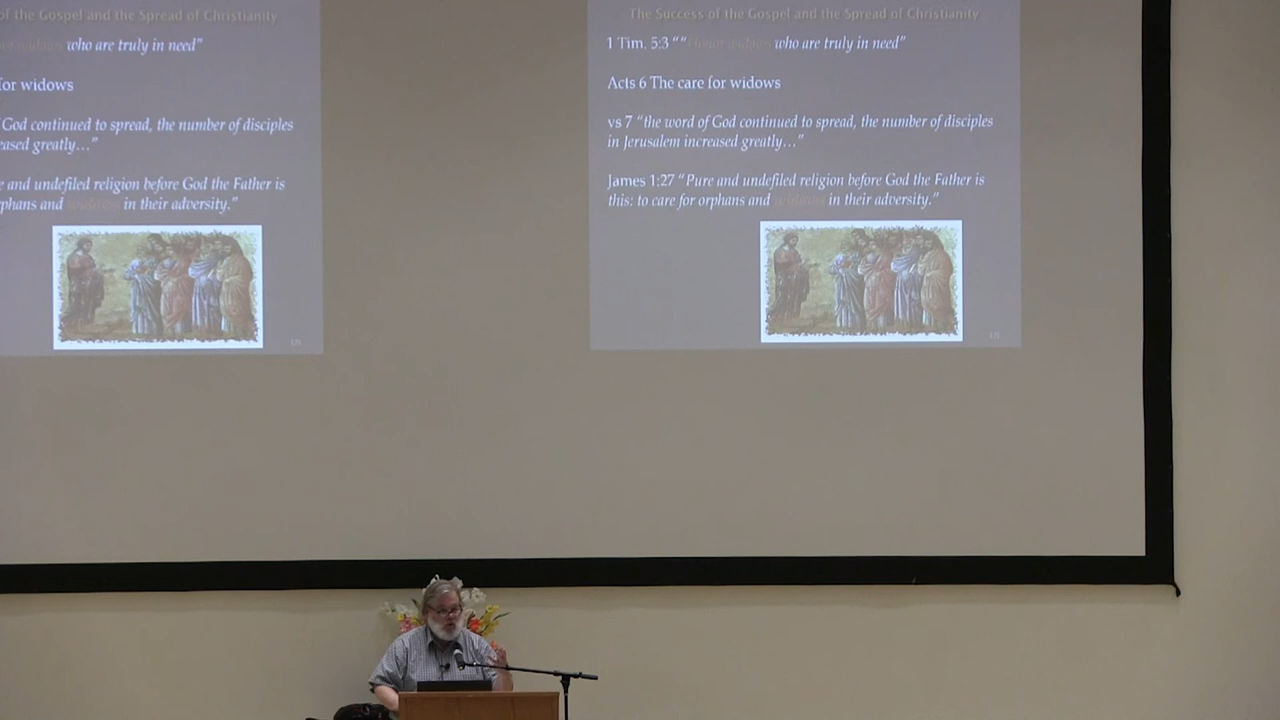 of the Gospel and the Spread of Christianity
who are truly in need"
for widows
God continued to spread, the number of disciples
eased greatly…"
e and undefiled religion before God the Father is
rphans and widows in their adversity."
The Success of the Gospel and the Spread of Christianity
1 Tim. 5:3 "“Honor widows who are truly in need"
Acts 6 The care for widows
vs 7 "the word of God continued to spread, the number of disciples
in Jerusalem increased greatly…"
James 1:27 "Pure and undefiled religion before God the Father is
this: to care for orphans and widows in their adversity."